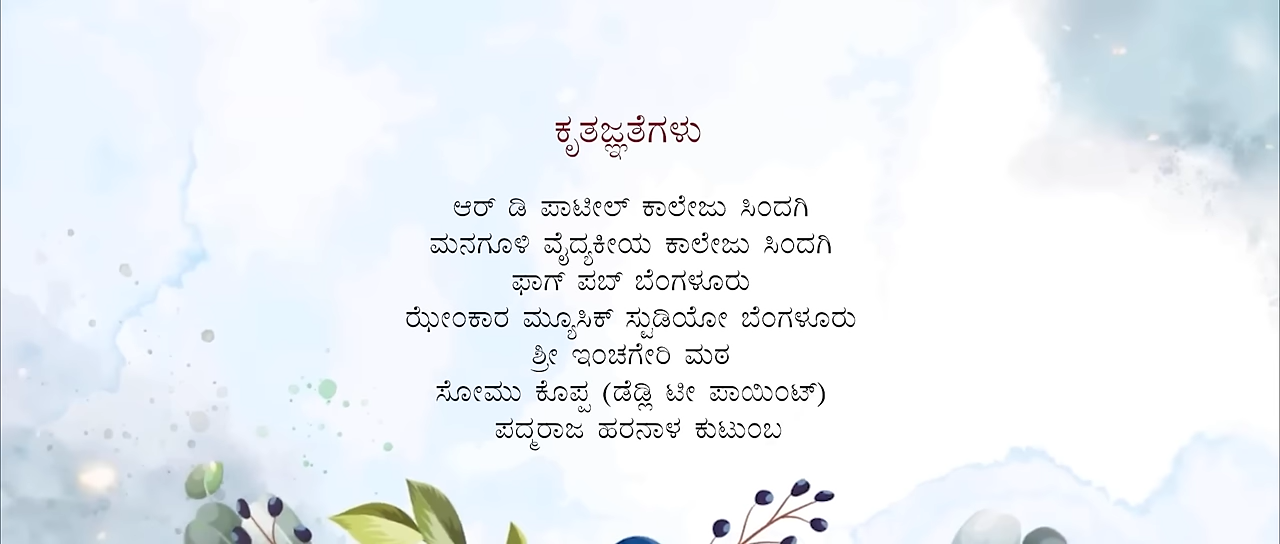 ಕೃತಜ್ಞತೆಗಳು
ಆರ್ ಡಿ ಪಾಟೀಲ್ ಕಾಲೇಜು ಸಿಂದಗಿ
ಮನಗೂಳಿ ವೈದ್ಯಕೀಯ ಕಾಲೇಜು ಸಿಂದಗಿ
ಫಾಗ್ ಪಬ್ ಬೆಂಗಳೂರು
ಝೇಂಕಾರ ಮ್ಯೂಸಿಕ್ ಸ್ಟುಡಿಯೋ ಬೆಂಗಳೂರು
ಶ್ರೀ ಇಂಚಗೇರಿ ಮಠ
ಸೋಮು ಕೊಪ್ಪ (ಡೆಡ್ಲಿ ಟೀ ಪಾಯಿಂಟ್)
ಪದ್ಮರಾಜ ಹರನಾಳ ಕುಟುಂಬ